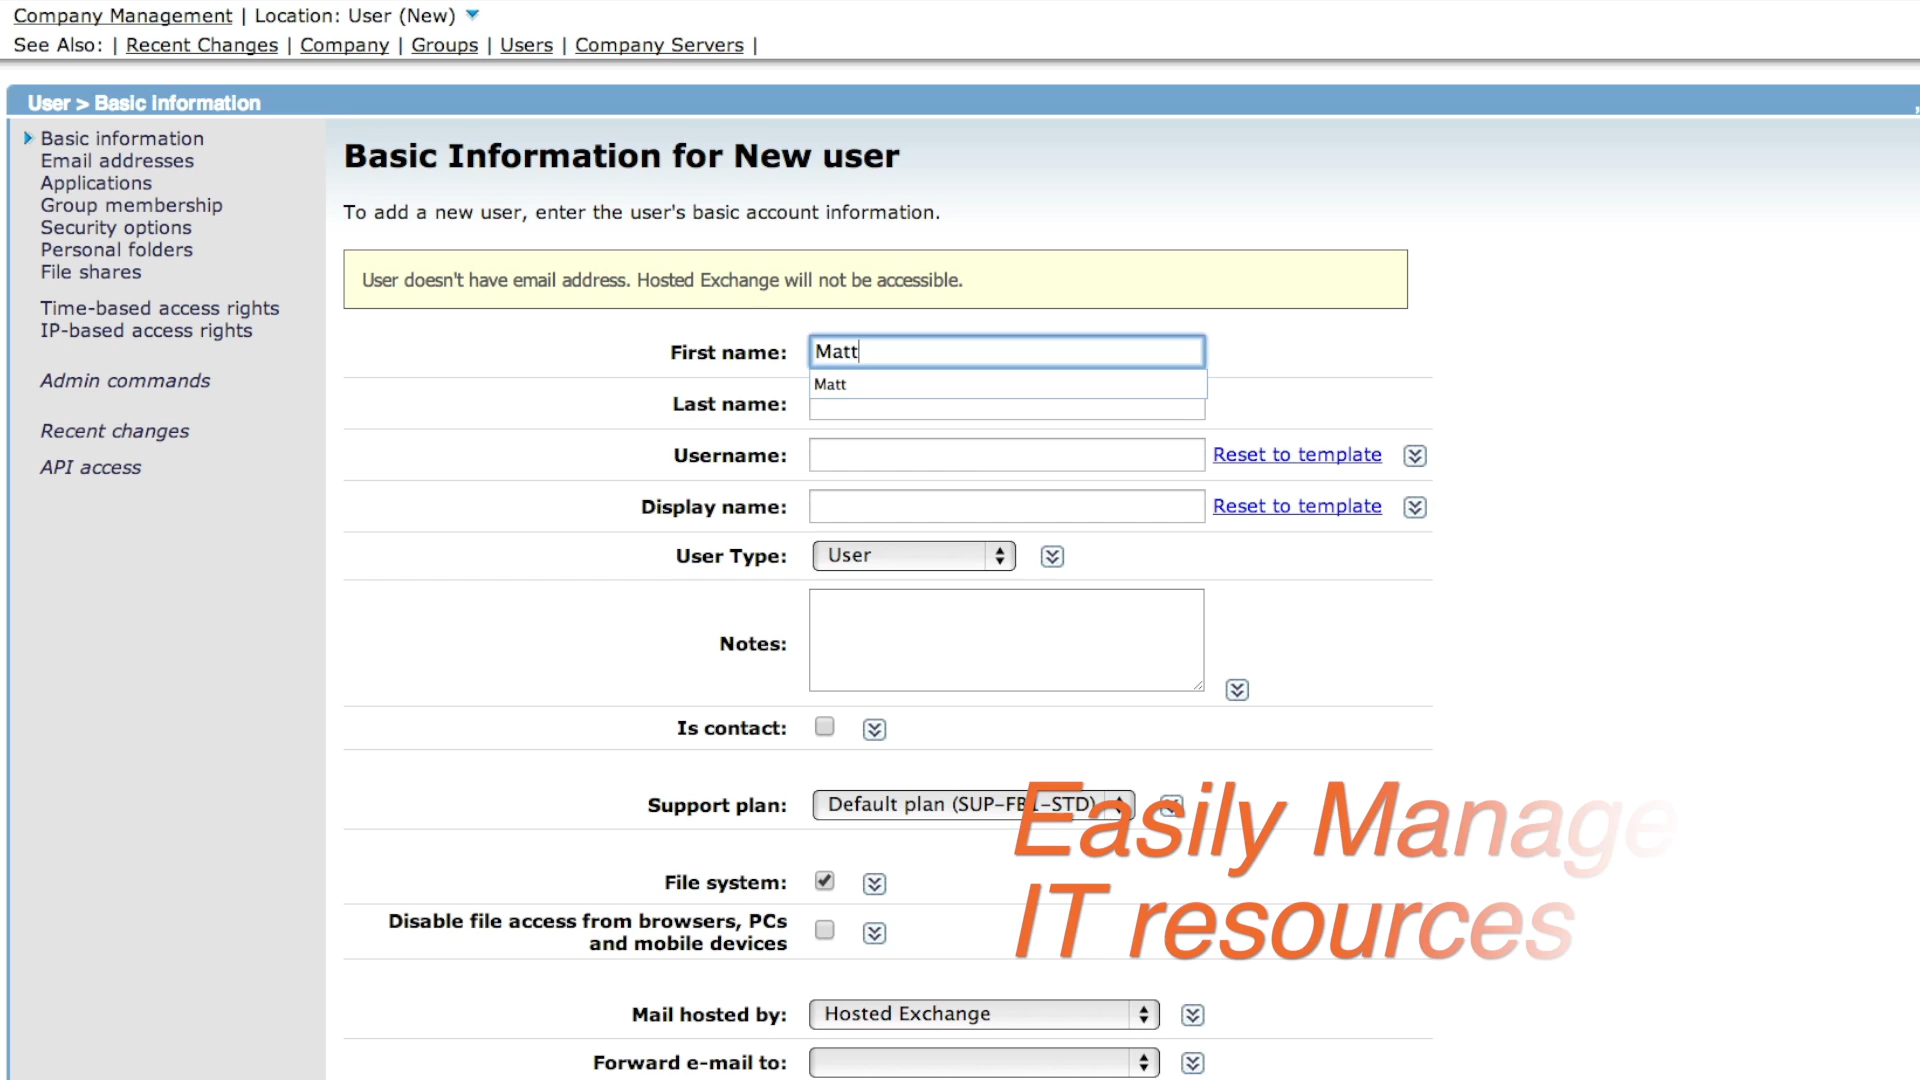 Company Management | Location: User (New)
See Also: | Recent Changes | Company | Groups | Users | Company Servers |
User > Basic information
Basic information
Email addresses
Applications
Group membership
Security options
Personal folders
File shares
Time-based access rights
IP-based access rights
Admin commands
Recent changes
API access
Basic Information for New user
To add a new user, enter the user's basic account information.
User doesn't have email address. Hosted Exchange will not be accessible.
First name: Matt
Matt
Last name:
Username: Reset to template
Display name: Reset to template
User Type: User
Notes:
Is contact:
Support plan: Default plan (SUP-FB1-STD)
File system:
Disable file access from browsers, PCs
and mobile devices
Mail hosted by: Hosted Exchange
Forward e-mail to:
Easily Manage
IT resources